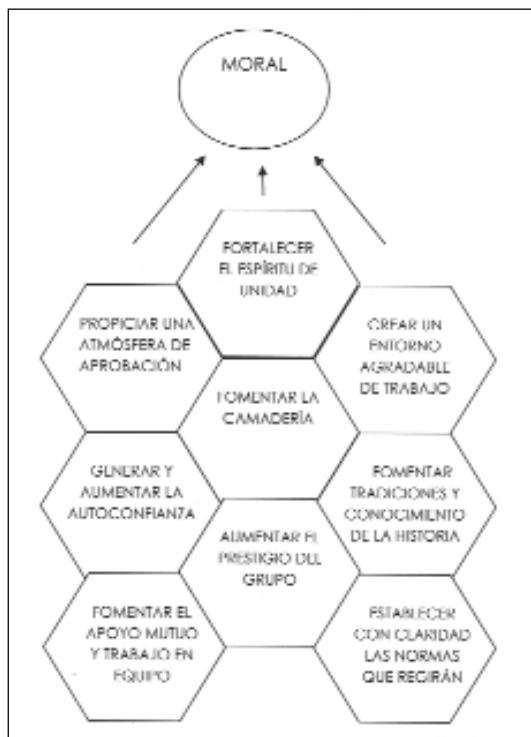 MORAL
FORTALECER
EL ESPÍRITU DE
UNIDAD
PROPICIAR UNA
ATMÓSFERA DE
APROBACIÓN
CREAR UN
ENTORNO
AGRADABLE
DE TRABAJO
FOMENTAR LA
CAMADERÍA
GENERAR Y
AUMENTAR LA
AUTOCONFIANZA
FOMENTAR
TRADICIONES Y
CONOCIMIENTO
DE LA HISTORIA
AUMENTAR EL
PRESTIGIO DEL
GRUPO
FOMENTAR EL
APOYO MUTUO
Y TRABAJO EN
EQUIPO
ESTABLECER
CON CLARIDAD
LAS NORMAS
QUE REGIRÁN